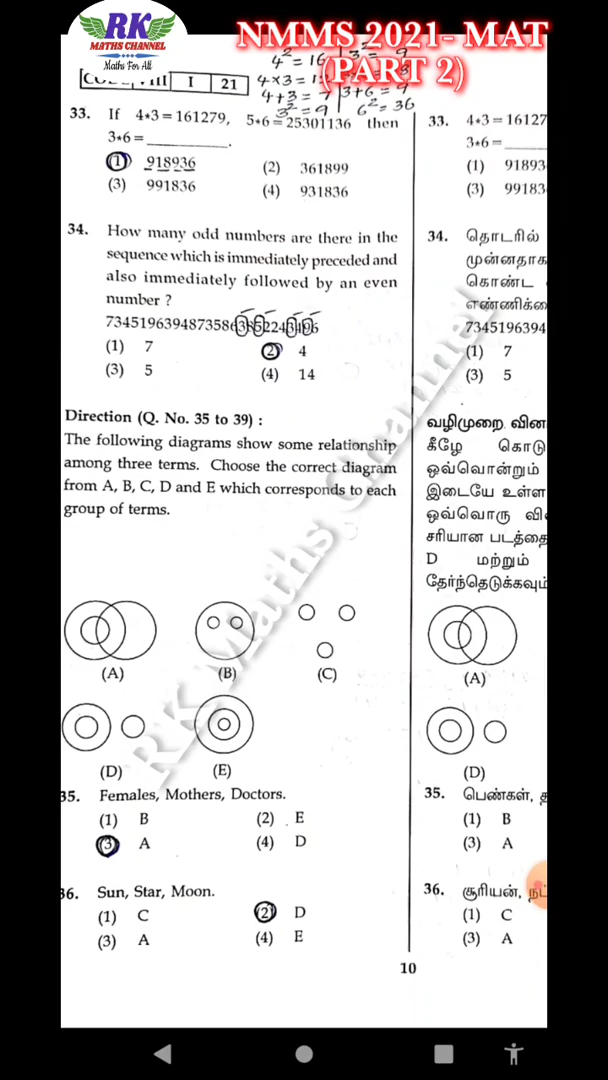 RK
MATHS CHANNEL
Maths For All
NMMS 2021- MAT
(PART 2)
I 21
4² = 16
4×3 = 1
4+3 = 7 3+6 = 9
3² = 9 6² = 36
33. If 4*3 = 161279, 5*6 = 25301136 then
3*6 = ____________.
(1) 918936 (2) 361899
(3) 991836 (4) 931836
34. How many odd numbers are there in the
sequence which is immediately preceded and
also immediately followed by an even
number ?
(1) 7 (2) 4
(3) 5 (4) 14
Direction (Q. No. 35 to 39) :
The following diagrams show some relationship
among three terms. Choose the correct diagram
from A, B, C, D and E which corresponds to each
group of terms.
(A) (B) (C)
(D) (E)
35. Females, Mothers, Doctors.
(1) B (2) E
(3) A (4) D
36. Sun, Star, Moon.
(1) C (2) D
(3) A (4) E
33. 4*3 = 16127
3*6 = ______
(1) 91893
(3) 99183
34. தொடரில்
முன்னதாக
கொண்ட
எண்ணிக்கை
7345196394
(1) 7
(3) 5
வழிமுறை வின
கீழே கொடு
ஒவ்வொன்றும்
இடையே உள்ள
ஒவ்வொரு வி
சரியான படத்தை
D மற்றும்
தேர்ந்தெடுக்கவும்
(A)
(D)
35. பெண்கள், த
(1) B
(3) A
36. சூரியன், நட்
(1) C
(3) A
10
RK Maths Channel